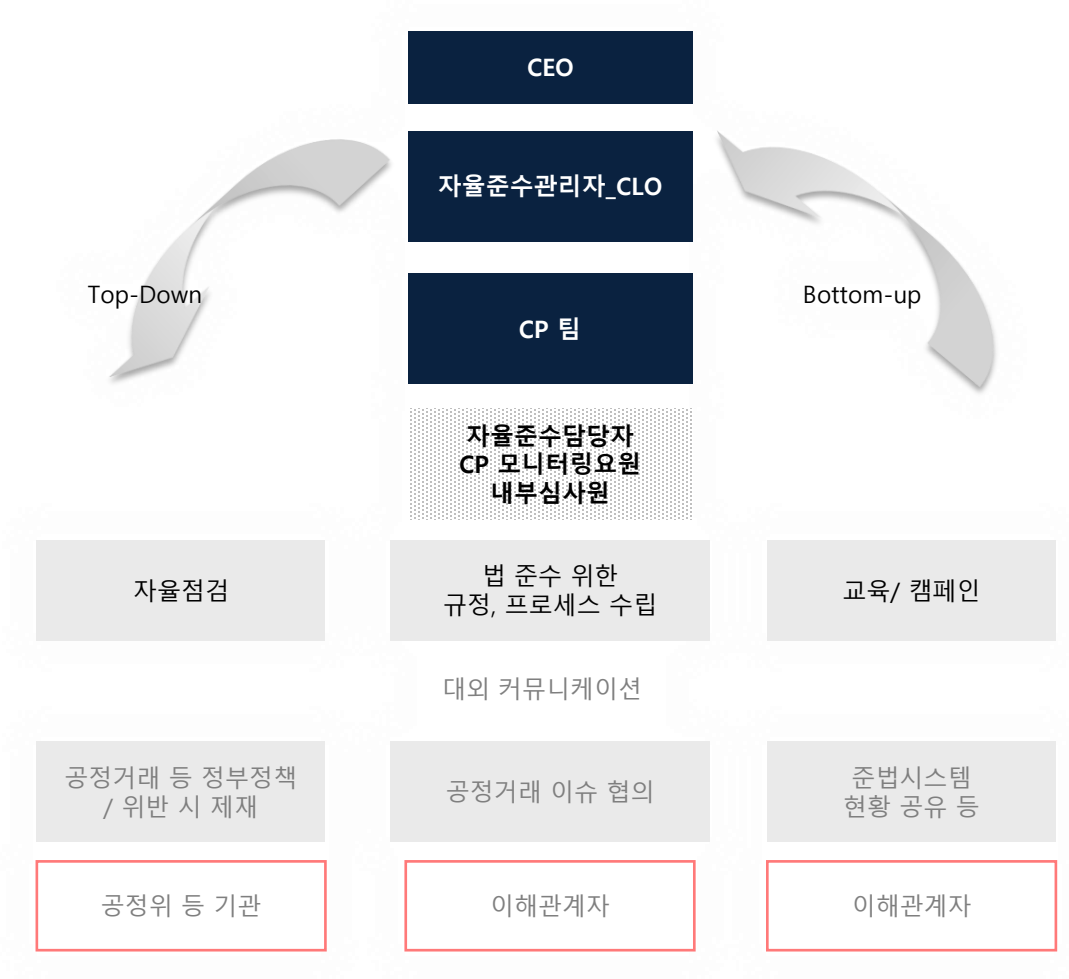 CEO
자율준수관리자_CLO
Top-Down
Bottom-up
CP 팀
자율준수담당자
CP 모니터링요원
내부심사원
자율점검
법 준수 위한
규정, 프로세스 수립
교육/ 캠페인
대외 커뮤니케이션
공정거래 등 정부정책
/ 위반 시 제재
공정거래 이슈 협의
준법시스템
현황 공유 등
공정위 등 기관
이해관계자
이해관계자